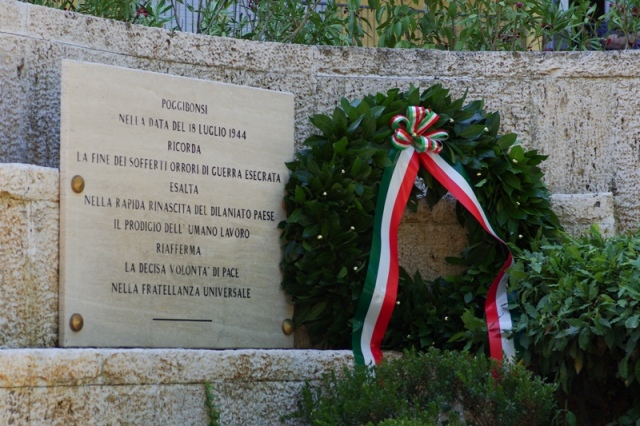 POGGIBONSI
NELLA DATA DEL 18 LUGLIO 1944
RICORDA
LA FINE DEI SOFFERTI ORRORI DI GUERRA ESECRATA
ESALTA
NELLA RAPIDA RINASCITA DEL DILANIATO PAESE
IL PRODIGIO DELL' UMANO LAVORO
RIAFFERMA
LA DECISA VOLONTA' DI PACE
NELLA FRATELLANZA UNIVERSALE